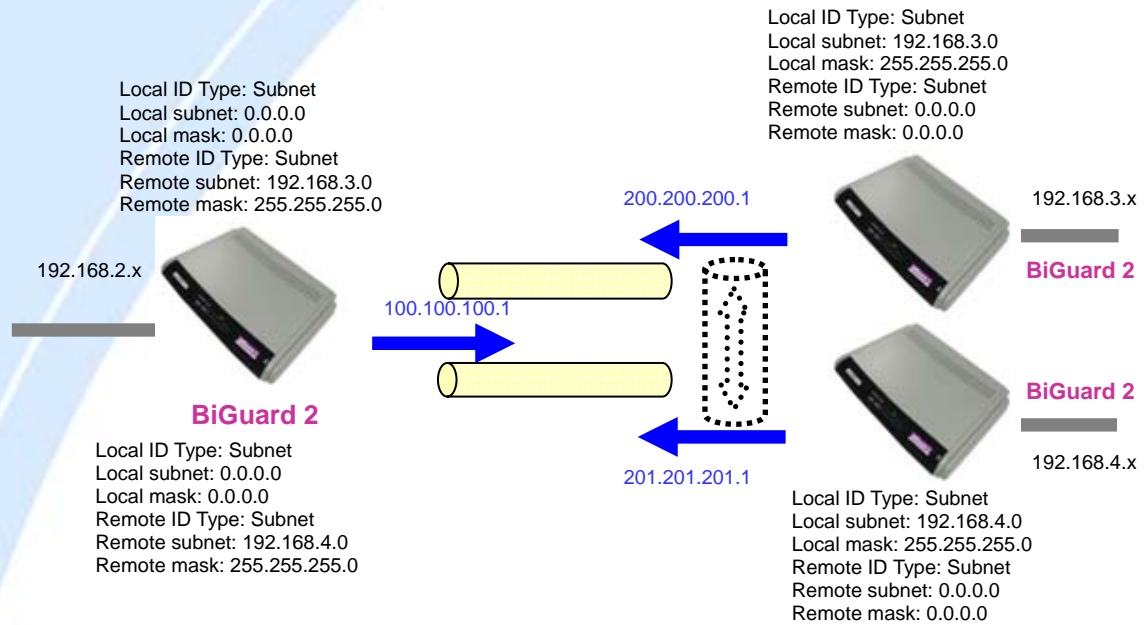 Local ID Type: Subnet
Local subnet: 192.168.3.0
Local mask: 255.255.255.0
Remote ID Type: Subnet
Remote subnet: 0.0.0.0
Remote mask: 0.0.0.0
Local ID Type: Subnet
Local subnet: 0.0.0.0
Local mask: 0.0.0.0
Remote ID Type: Subnet
Remote subnet: 192.168.3.0
Remote mask: 255.255.255.0
200.200.200.1
192.168.3.x
192.168.2.x
BiGuard 2
100.100.100.1
BiGuard 2
BiGuard 2
192.168.4.x
201.201.201.1
Local ID Type: Subnet
Local subnet: 0.0.0.0
Local mask: 0.0.0.0
Remote ID Type: Subnet
Remote subnet: 192.168.4.0
Remote mask: 255.255.255.0
Local ID Type: Subnet
Local subnet: 192.168.4.0
Local mask: 255.255.255.0
Remote ID Type: Subnet
Remote subnet: 0.0.0.0
Remote mask: 0.0.0.0